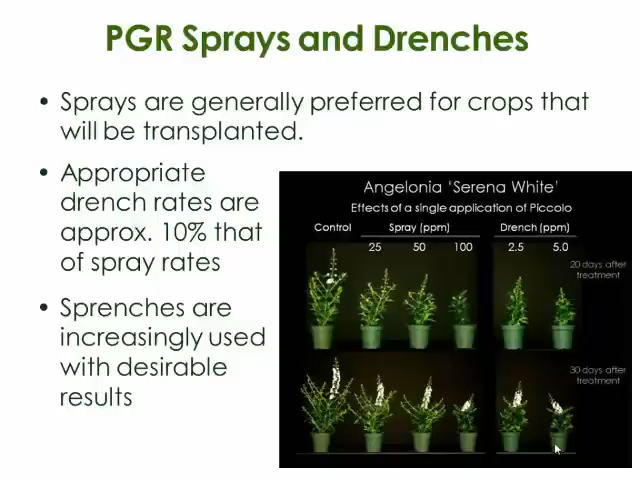 PGR Sprays and Drenches
• Sprays are generally preferred for crops that
will be transplanted.
• Appropriate
drench rates are
approx. 10% that
of spray rates
• Sprenches are
increasingly used
with desirable
results
Angelonia ‘Serena White’
Effects of a single application of Piccolo
Control Spray (ppm) Drench (ppm)
25 50 100 2.5 5.0
20 days after
treatment
30 days after
treatment